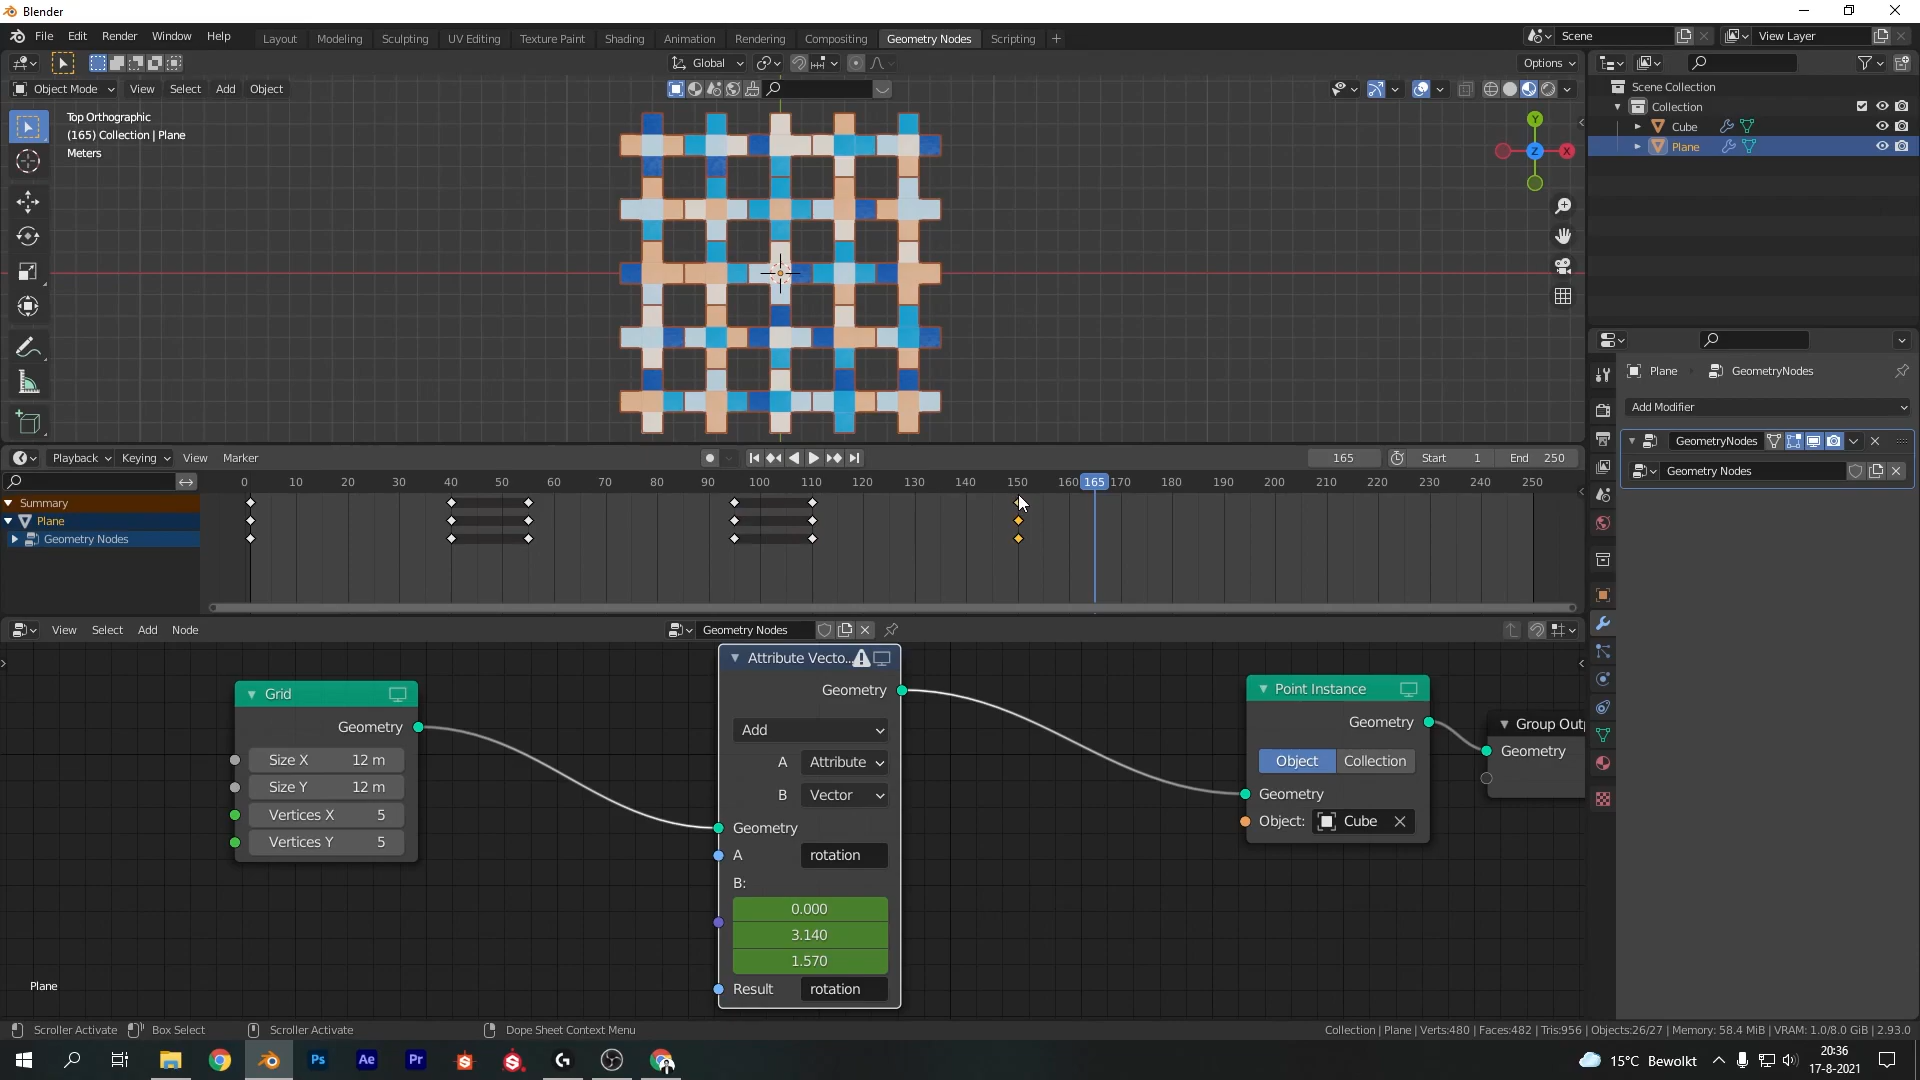 Blender
File Edit Render Window Help Layout Modeling Sculpting UV Editing Texture Paint Shading Animation Rendering Compositing Geometry Nodes Scripting + Scene View Layer
Global Options
Object Mode View Select Add Object
Top Orthographic
(165) Collection | Plane
Meters
Y
Z X
Scene Collection
Collection
Cube
Plane
Plane GeometryNodes
Add Modifier
GeometryNodes
Geometry Nodes
Playback Keying View Marker 165 Start 1 End 250
0 10 20 30 40 50 60 70 80 90 100 110 120 130 140 150 160 165 170 180 190 200 210 220 230 240 250
Summary
Plane
Geometry Nodes
View Select Add Node Geometry Nodes
Grid
Geometry
Size X 12 m
Size Y 12 m
Vertices X 5
Vertices Y 5
Attribute Vecto...
Geometry
Add
A Attribute
B Vector
Geometry
A rotation
B:
0.000
3.140
1.570
Result rotation
Point Instance
Geometry
Object Collection
Geometry
Object: Cube
Group Outp
Geometry
Plane
Scroller Activate Box Select Scroller Activate Dope Sheet Context Menu Collection | Plane | Verts:480 | Faces:482 | Tris:956 | Objects:26/27 | Memory: 58.4 MiB | VRAM: 1.0/8.0 GiB | 2.93.0
Ps Ae Pr 15°C Bewolkt 20:36
17-8-2021